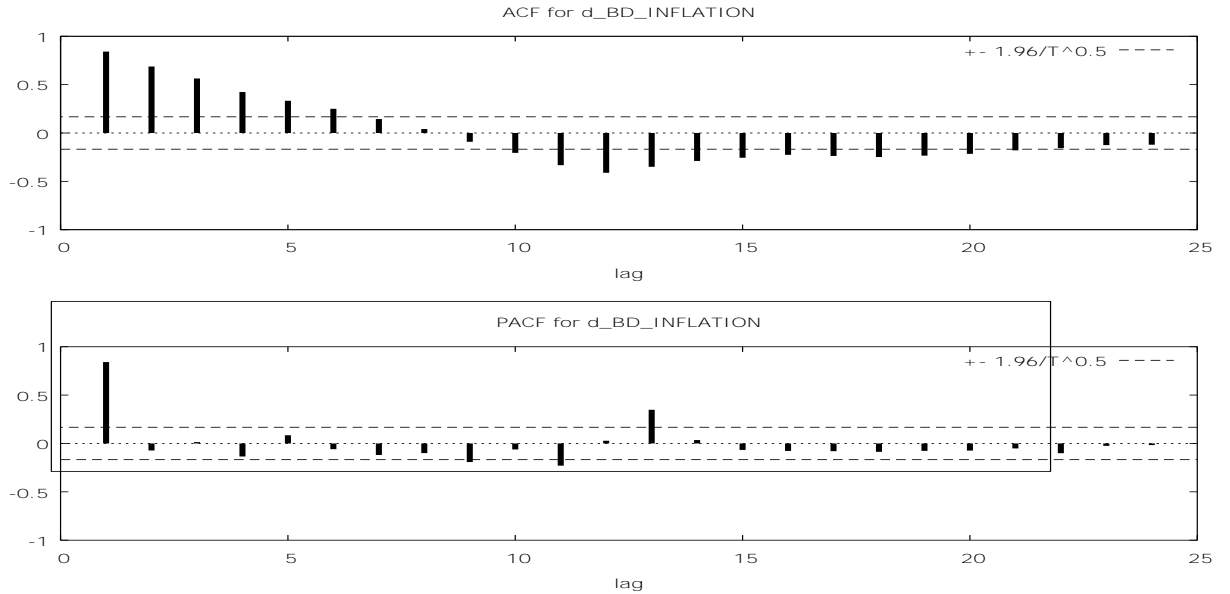 ACF for d_BD_INFLATION
1
+- 1.96/T^0.5
0.5
0
-0.5
-1
0 5 10 15 20 25
lag
PACF for d_BD_INFLATION
1
+- 1.96/T^0.5
0.5
0
-0.5
-1
0 5 10 15 20 25
lag